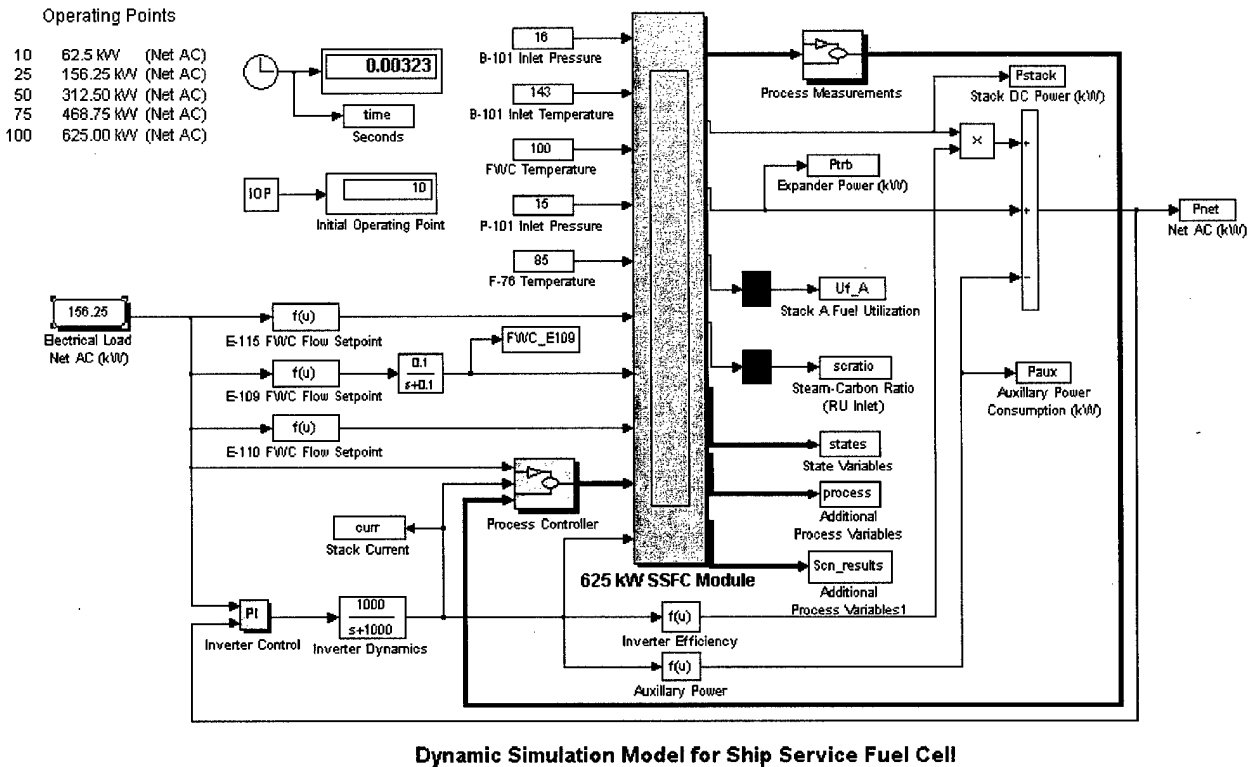 Operating Points
10 62.5 kW (Net AC)
25 156.25 kW (Net AC)
50 312.50 kW (Net AC)
75 468.75 kW (Net AC)
100 625.00 kW (Net AC)
0.00323
time
Seconds
IOP
10
Initial Operating Point
16
B-101 Inlet Pressure
143
B-101 Inlet Temperature
100
FWC Temperature
15
P-101 Inlet Pressure
85
F-76 Temperature
156.25
Electrical Load
Net AC (kW)
f(u)
E-115 FWC Flow Setpoint
f(u)
E-109 FWC Flow Setpoint
0.1
s+0.1
FWC_E109
f(u)
E-110 FWC Flow Setpoint
Process Controller
curr
Stack Current
PI
Inverter Control
1000
s+1000
Inverter Dynamics
625 kW SSFC Module
Process Measurements
Pstack
Stack DC Power (kW)
×
+
+
−
Ptrb
Expander Power (kW)
Pnet
Net AC (kW)
Uf_A
Stack A Fuel Utilization
scratio
Steam-Carbon Ratio
(RU Inlet)
Paux
Auxillary Power
Consumption (kW)
states
State Variables
process
Additional
Process Variables
Scn_results
Additional
Process Variables1
f(u)
Inverter Efficiency
f(u)
Auxillary Power
Dynamic Simulation Model for Ship Service Fuel Cell